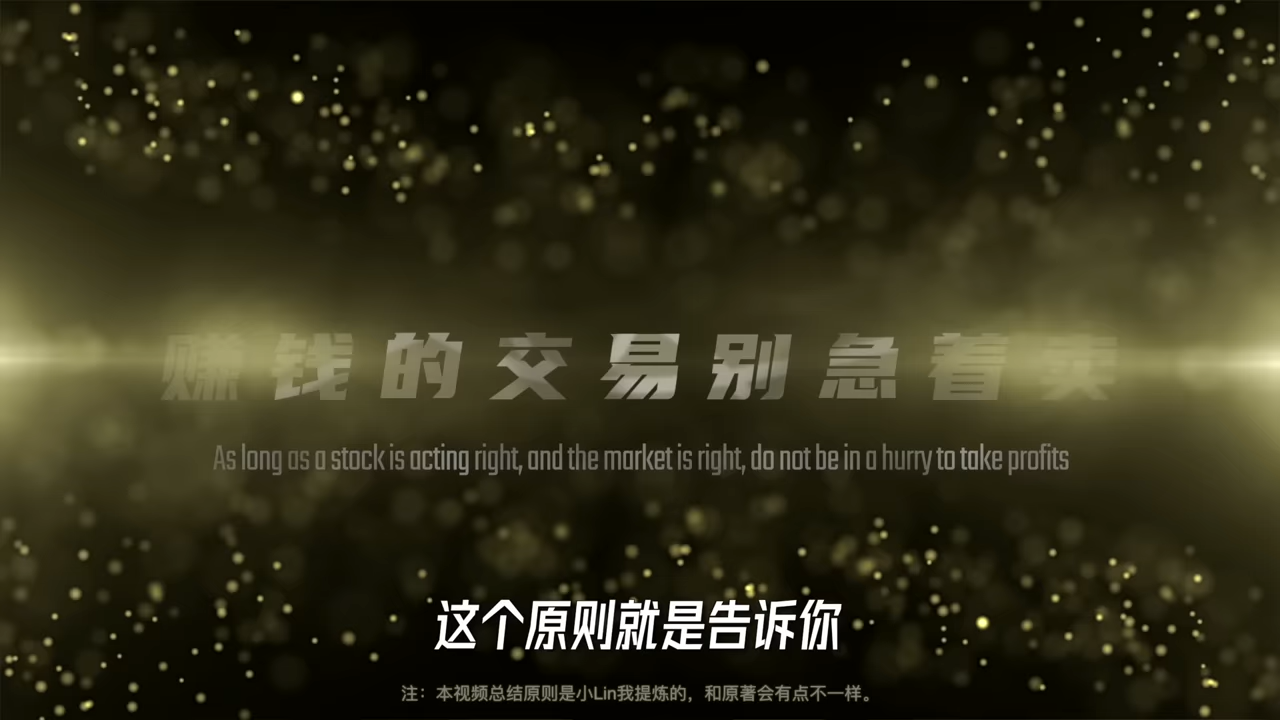 赚钱的交易别急着卖
As long as a stock is acting right, and the market is right, do not be in a hurry to take profits
这个原则就是告诉你
注：本视频总结原则是小Lin我提炼的，和原著会有点不一样。